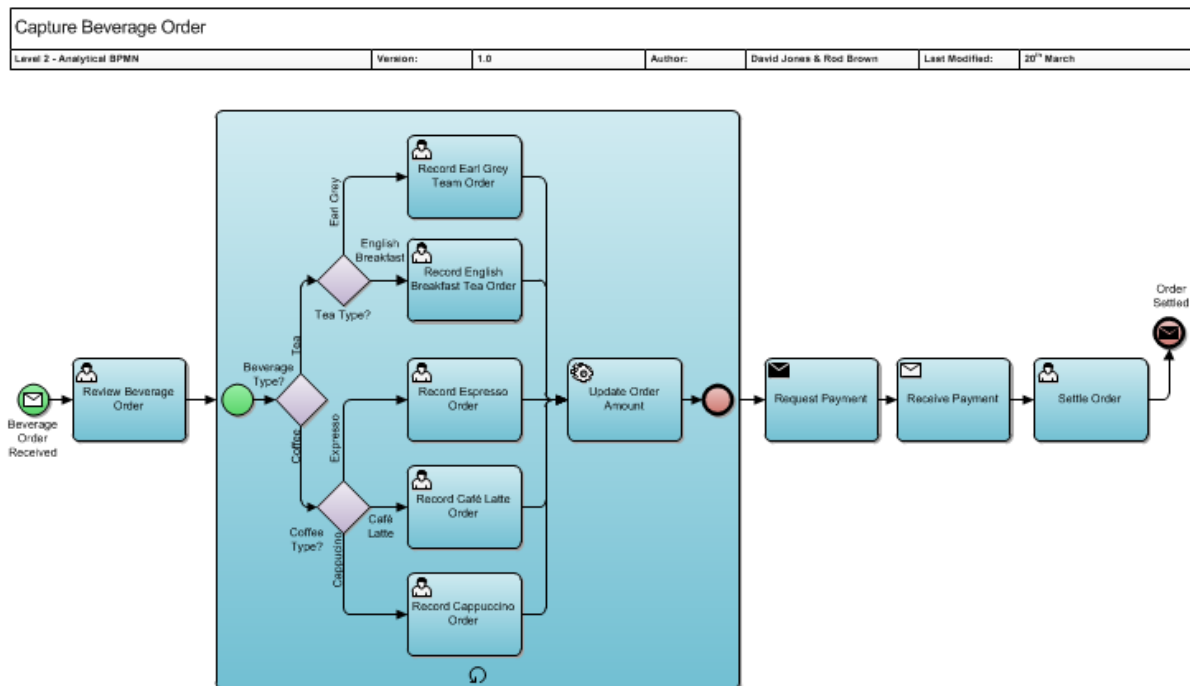 Capture Beverage Order
Level 2 - Analytical BPMN Version: 1.0 Author: David Jones & Rod Brown Last Modified: 20th March
Record Earl Grey
Team Order
Earl Grey
English
Breakfast
Record English
Breakfast Tea Order
Tea Type?
Tea
Order
Settled
Beverage
Type?
Review Beverage
Order
Beverage
Order
Received
Record Espresso
Order
Update Order
Amount
Request Payment
Receive Payment
Settle Order
Coffee
Expresso
Record Café Latte
Order
Café
Latte
Coffee
Type?
Cappucino
Record Cappuccino
Order